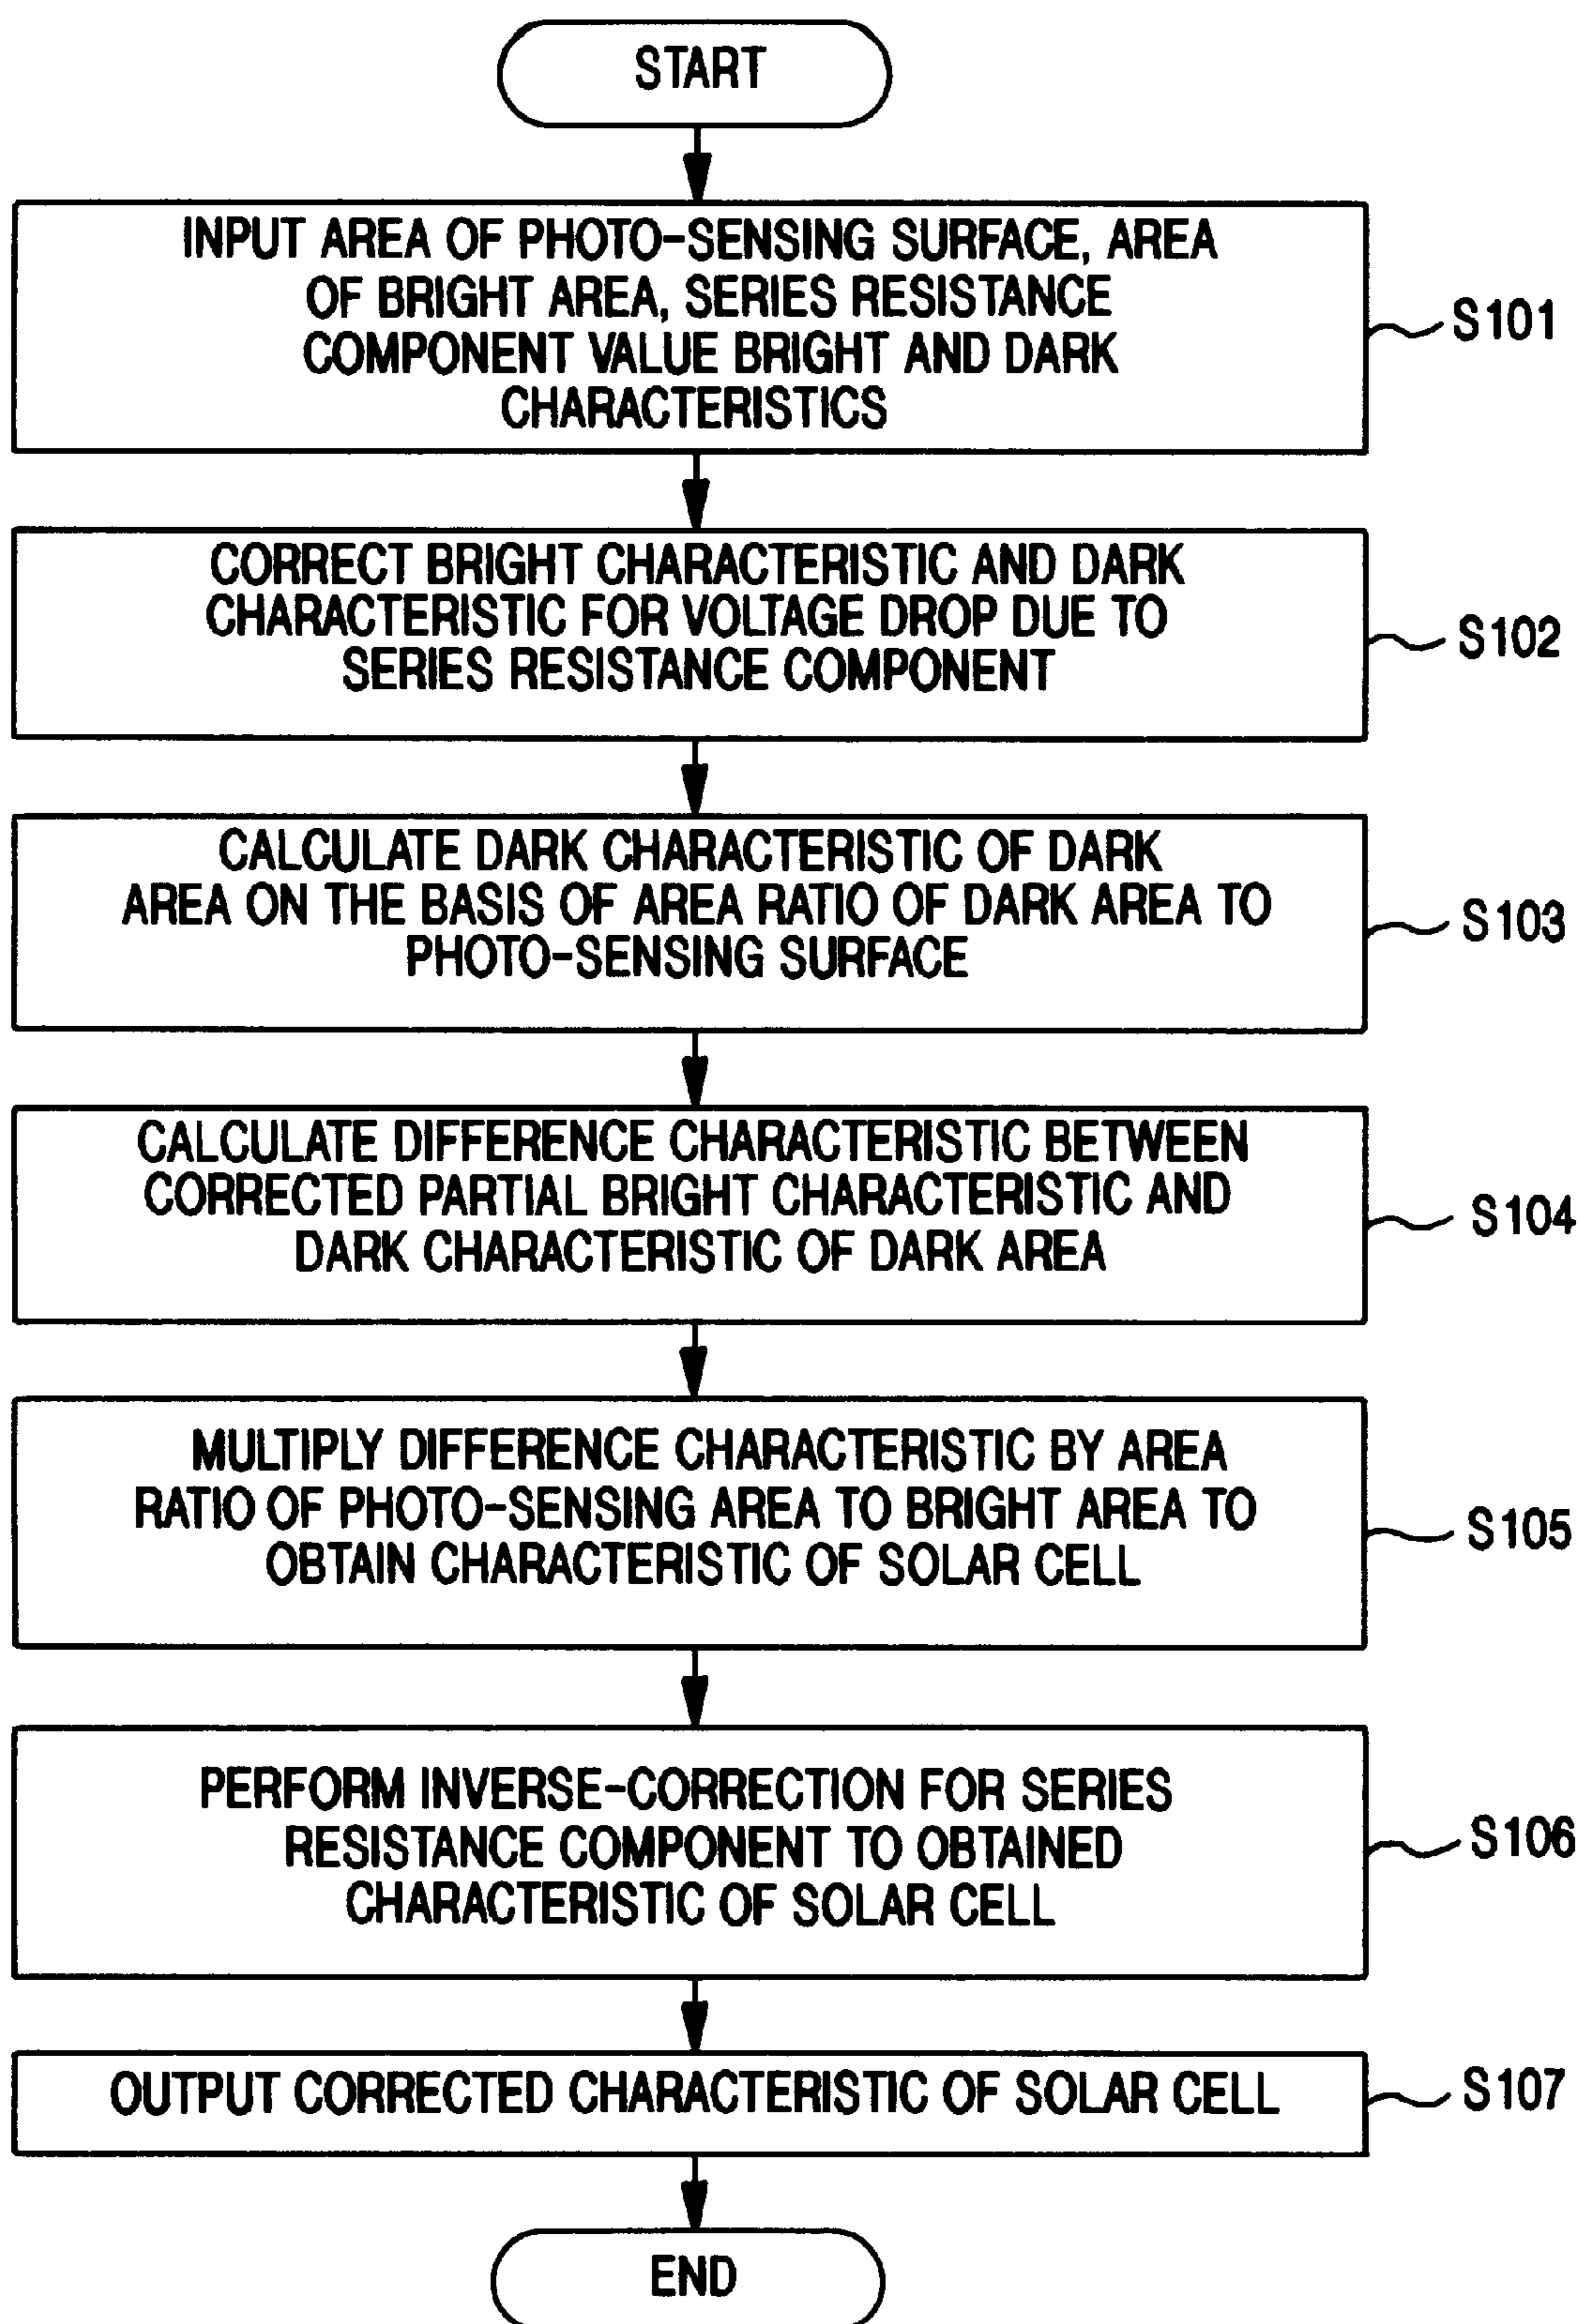 START
INPUT AREA OF PHOTO-SENSING SURFACE, AREA
OF BRIGHT AREA, SERIES RESISTANCE
COMPONENT VALUE BRIGHT AND DARK
CHARACTERISTICS
S101
CORRECT BRIGHT CHARACTERISTIC AND DARK
CHARACTERISTIC FOR VOLTAGE DROP DUE TO
SERIES RESISTANCE COMPONENT
S102
CALCULATE DARK CHARACTERISTIC OF DARK
AREA ON THE BASIS OF AREA RATIO OF DARK AREA TO
PHOTO-SENSING SURFACE
S103
CALCULATE DIFFERENCE CHARACTERISTIC BETWEEN
CORRECTED PARTIAL BRIGHT CHARACTERISTIC AND
DARK CHARACTERISTIC OF DARK AREA
S104
MULTIPLY DIFFERENCE CHARACTERISTIC BY AREA
RATIO OF PHOTO-SENSING AREA TO BRIGHT AREA TO
OBTAIN CHARACTERISTIC OF SOLAR CELL
S105
PERFORM INVERSE-CORRECTION FOR SERIES
RESISTANCE COMPONENT TO OBTAINED
CHARACTERISTIC OF SOLAR CELL
S106
OUTPUT CORRECTED CHARACTERISTIC OF SOLAR CELL
S107
END